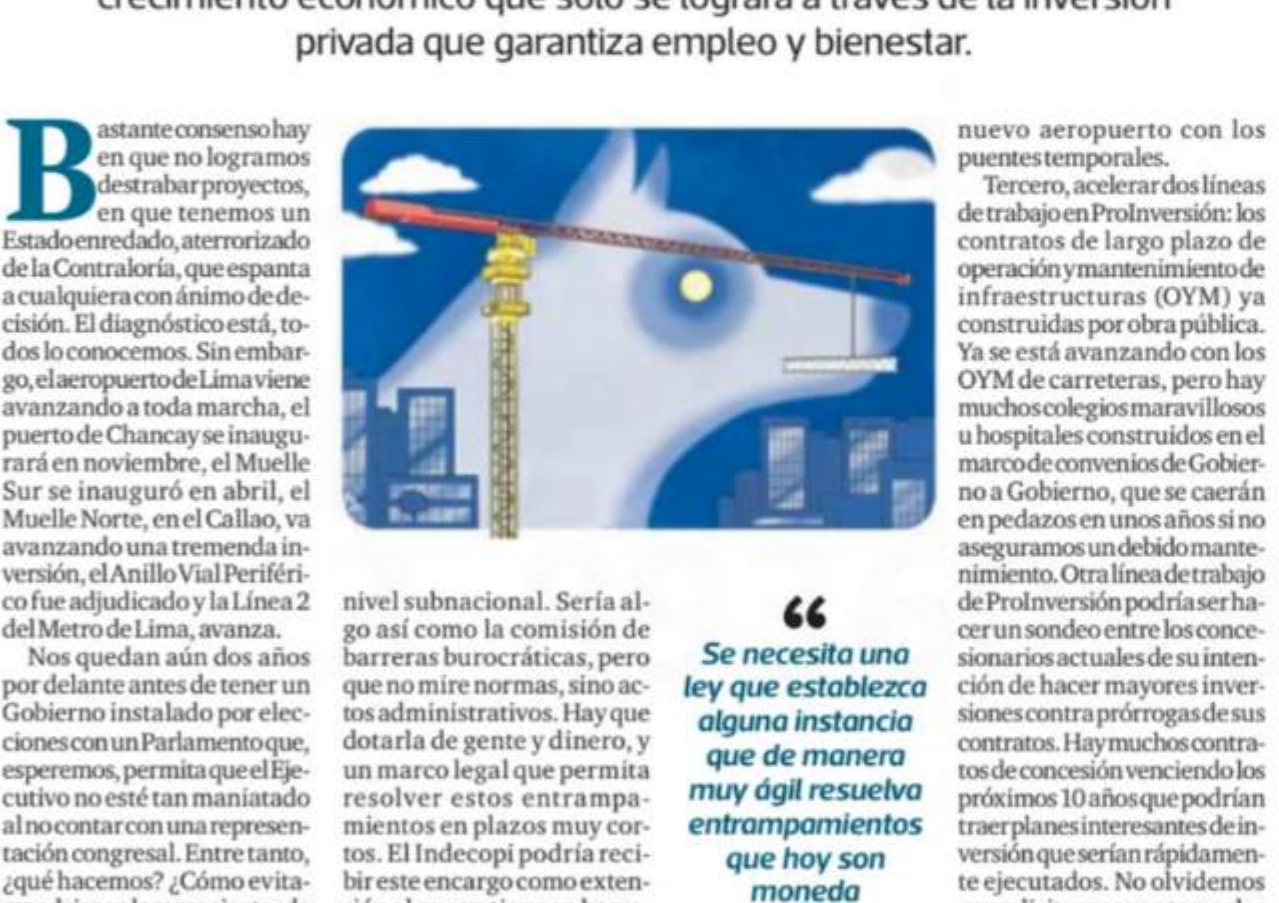 crecimiento económico que solo se logrará a través de la inversión
privada que garantiza empleo y bienestar.
Bastante consenso hay
en que no logramos
destrabar proyectos,
en que tenemos un
Estado enredado, aterrorizado
de la Contraloría, que espanta
a cualquiera con ánimo de de-
cisión. El diagnóstico está, to-
dos lo conocemos. Sin embar-
go, el aeropuerto de Lima viene
avanzando a toda marcha, el
puerto de Chancay se inaugu-
rará en noviembre, el Muelle
Sur se inauguró en abril, el
Muelle Norte, en el Callao, va
avanzando una tremenda in-
versión, el Anillo Vial Periféri-
co fue adjudicado y la Línea 2
del Metro de Lima, avanza.
Nos quedan aún dos años
por delante antes de tener un
Gobierno instalado por elec-
ciones con un Parlamento que,
esperemos, permita que el Eje-
cutivo no esté tan maniatado
al no contar con una represen-
tación congresal. Entre tanto,
¿qué hacemos? ¿Cómo evita-
nivel subnacional. Sería al-
go así como la comisión de
barreras burocráticas, pero
que no mire normas, sino ac-
tos administrativos. Hay que
dotarla de gente y dinero, y
un marco legal que permita
resolver estos entrampa-
mientos en plazos muy cor-
tos. El Indecopi podría reci-
bir este encargo como exten-
“
Se necesita una
ley que establezca
alguna instancia
que de manera
muy ágil resuelva
entrampamientos
que hoy son
moneda
nuevo aeropuerto con los
puentes temporales.
Tercero, acelerar dos líneas
de trabajo en ProInversión: los
contratos de largo plazo de
operación y mantenimiento de
infraestructuras (OYM) ya
construidas por obra pública.
Ya se está avanzando con los
OYM de carreteras, pero hay
muchos colegios maravillosos
u hospitales construidos en el
marco de convenios de Gobier-
no a Gobierno, que se caerán
en pedazos en unos años si no
aseguramos un debido mante-
nimiento. Otra línea de trabajo
de ProInversión podría ser ha-
cer un sondeo entre los conce-
sionarios actuales de su inten-
ción de hacer mayores inver-
siones contra prórrogas de sus
contratos. Hay muchos contra-
tos de concesión venciendo los
próximos 10 años que podrían
traer planes interesantes de in-
versión que serían rápidamen-
te ejecutados. No olvidemos